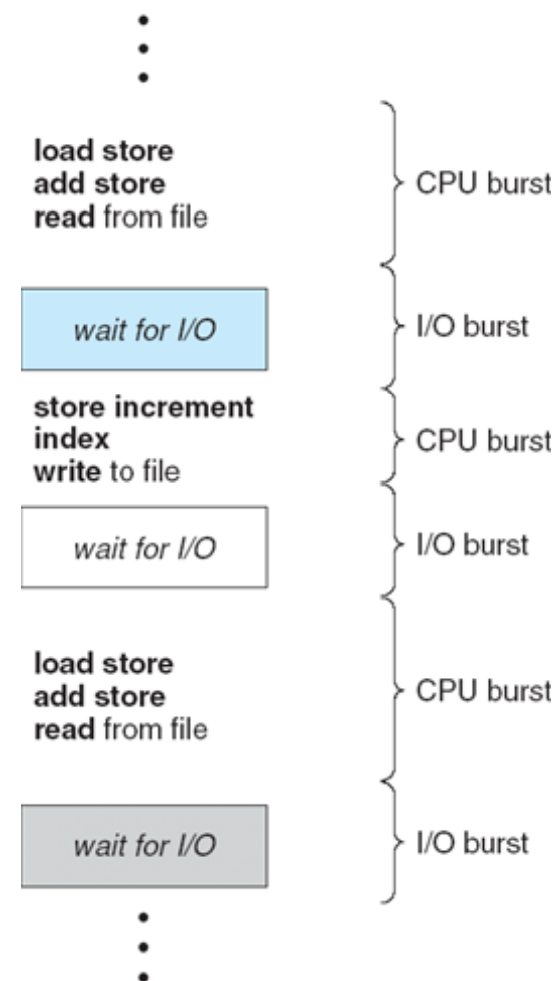 load store
add store
read from file
CPU burst
wait for I/O
I/O burst
store increment
index
write to file
CPU burst
wait for I/O
I/O burst
load store
add store
read from file
CPU burst
wait for I/O
I/O burst